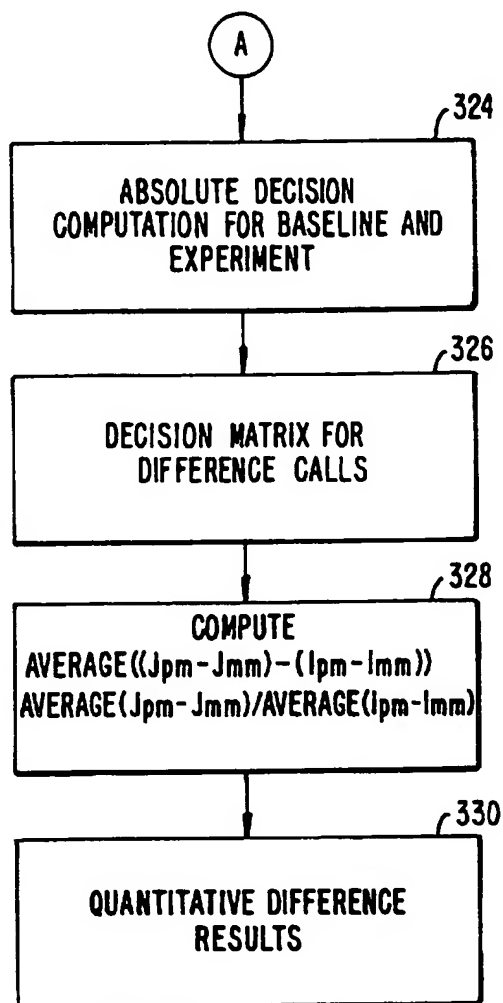 A
324
ABSOLUTE DECISION
COMPUTATION FOR BASELINE AND
EXPERIMENT
326
DECISION MATRIX FOR
DIFFERENCE CALLS
328
COMPUTE
AVERAGE((Jpm-Jmm)-(Ipm-Imm))
AVERAGE(Jpm-Jmm)/AVERAGE(Ipm-Imm)
330
QUANTITATIVE DIFFERENCE
RESULTS